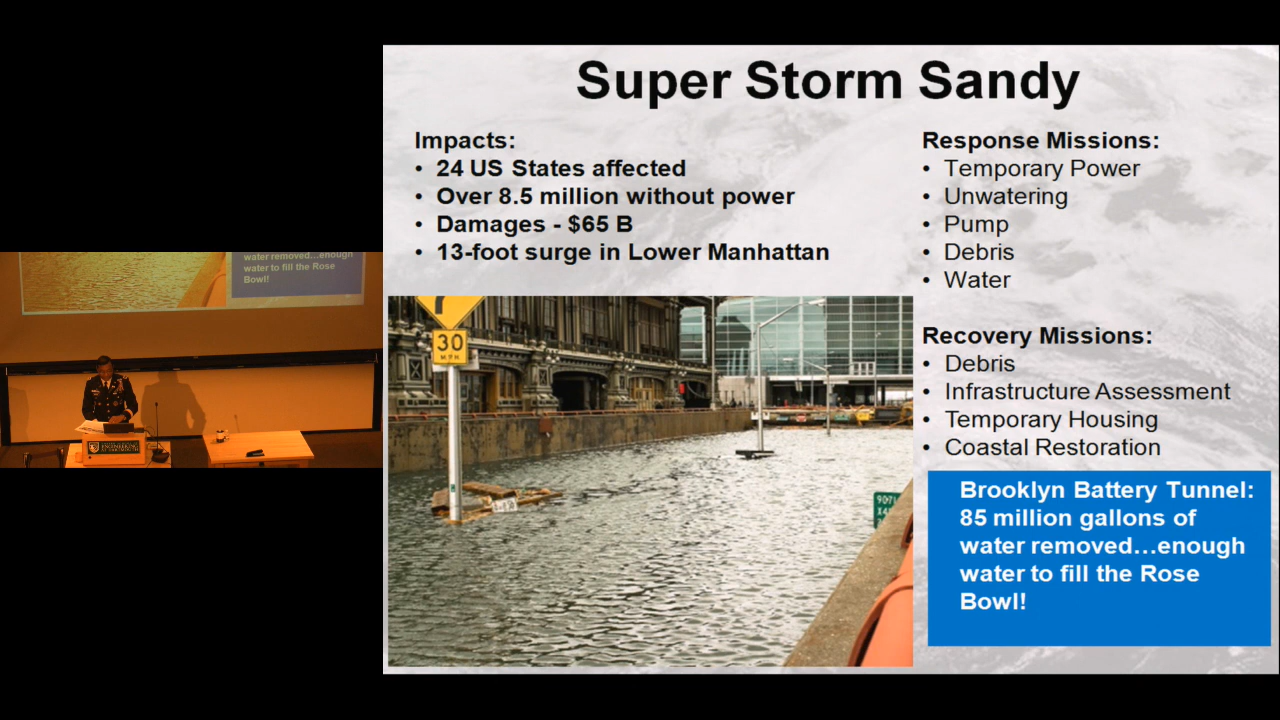 Super Storm Sandy
Impacts:
• 24 US States affected
• Over 8.5 million without power
• Damages - $65 B
• 13-foot surge in Lower Manhattan
Response Missions:
• Temporary Power
• Unwatering
• Pump
• Debris
• Water
Recovery Missions:
• Debris
• Infrastructure Assessment
• Temporary Housing
• Coastal Restoration
Brooklyn Battery Tunnel:
85 million gallons of
water removed...enough
water to fill the Rose
Bowl!
30
MPH
water removed...enough
water to fill the Rose
Bowl!
ENGINEERING